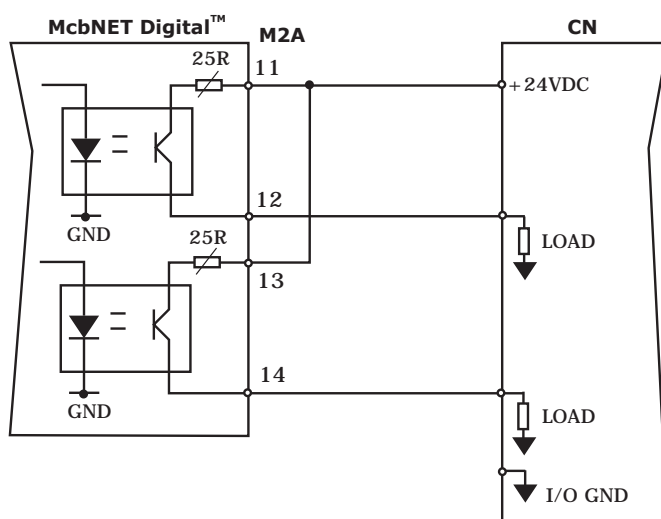 McbNET Digital™
M2A
CN
25R
11
+24VDC
12
GND
LOAD
25R
13
14
GND
LOAD
I/O GND